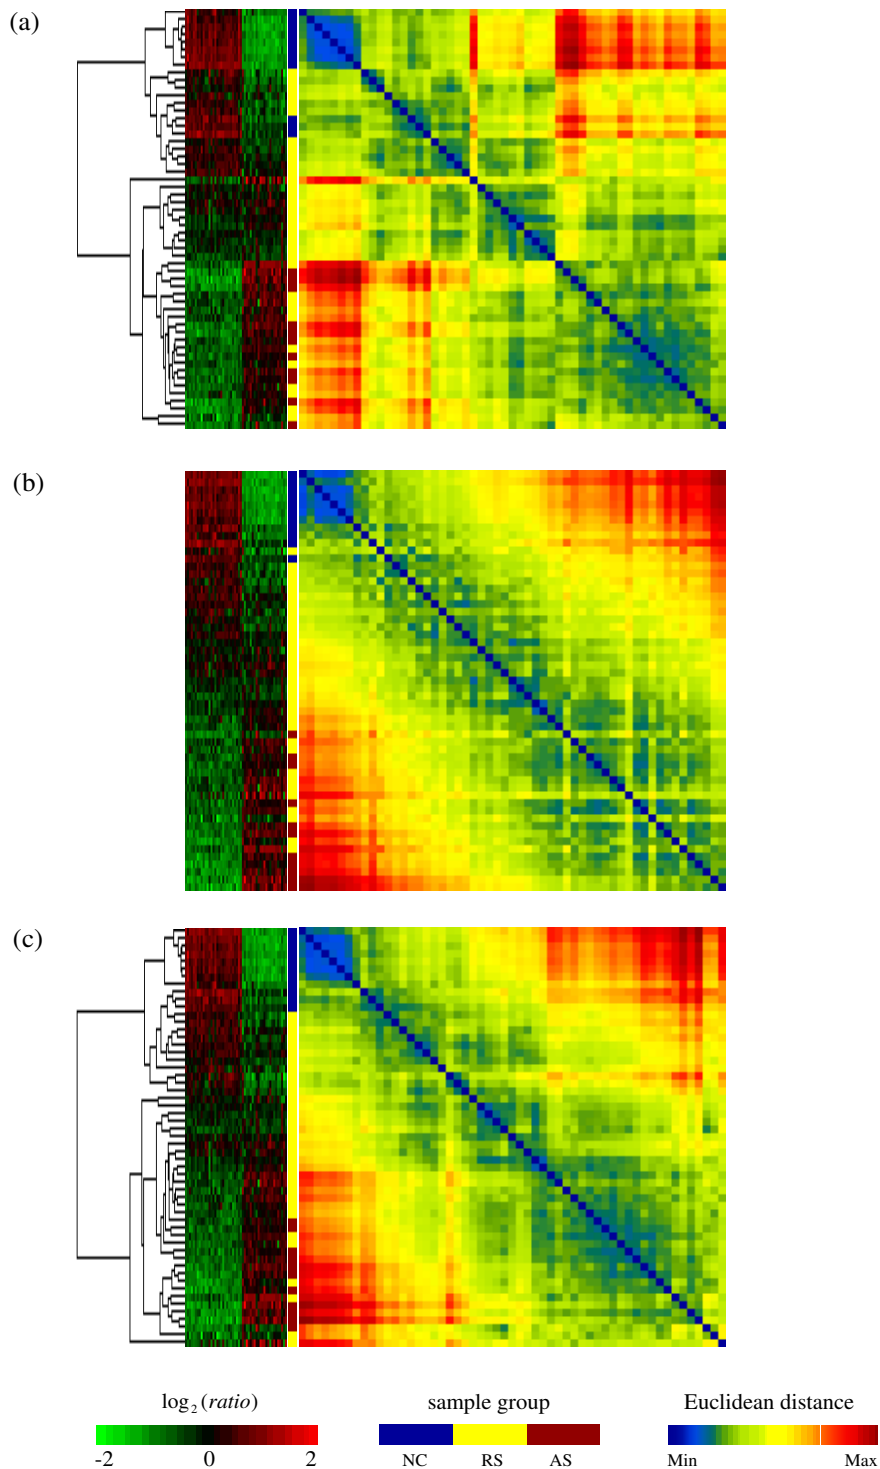 (a)
(b)
(c)
log₂(ratio)
sample group
Euclidean distance
-2 0 2
NC RS AS
Min Max